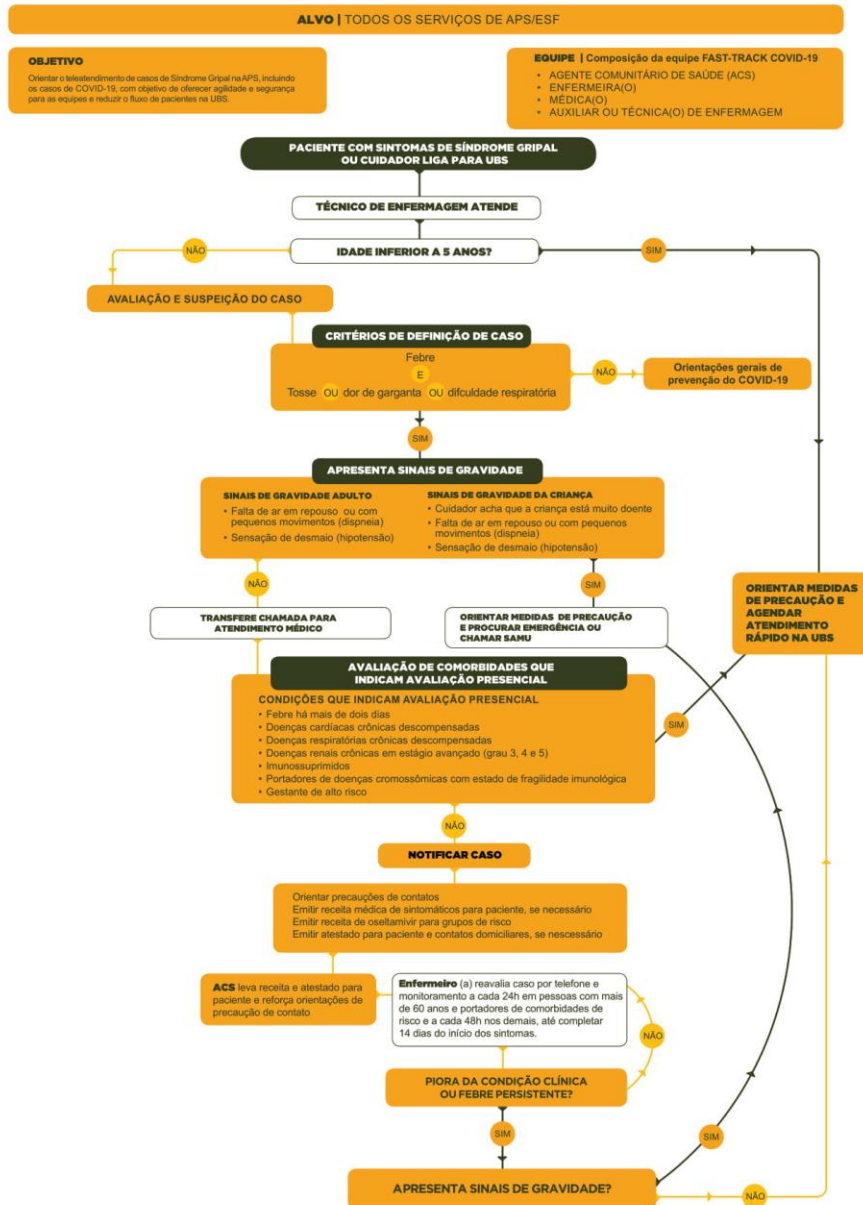 ALVO | TODOS OS SERVIÇOS DE APS/ESF
OBJETIVO
Orientar o teleatendimento de casos de Síndrome Gripal na APS, incluindo
os casos de COVID-19, com objetivo de oferecer agilidade e segurança
para as equipes e reduzir o fluxo de pacientes na UBS.
EQUIPE | Composição da equipe FAST-TRACK COVID-19
• AGENTE COMUNITÁRIO DE SAÚDE (ACS)
• ENFERMEIRA(O)
• MÉDICA(O)
• AUXILIAR OU TÉCNICA(O) DE ENFERMAGEM
PACIENTE COM SINTOMAS DE SÍNDROME GRIPAL
OU CUIDADOR LIGA PARA UBS
TÉCNICO DE ENFERMAGEM ATENDE
NÃO
IDADE INFERIOR A 5 ANOS?
SIM
AVALIAÇÃO E SUSPEIÇÃO DO CASO
CRITÉRIOS DE DEFINIÇÃO DE CASO
Febre
E
Tosse OU dor de garganta OU difculdade respiratória
NÃO
Orientações gerais de
prevenção do COVID-19
SIM
APRESENTA SINAIS DE GRAVIDADE
SINAIS DE GRAVIDADE ADULTO
• Falta de ar em repouso ou com
pequenos movimentos (dispneia)
• Sensação de desmaio (hipotensão)
SINAIS DE GRAVIDADE DA CRIANÇA
• Cuidador acha que a criança está muito doente
• Falta de ar em repouso ou com pequenos
movimentos (dispneia)
• Sensação de desmaio (hipotensão)
NÃO
SIM
ORIENTAR MEDIDAS
DE PRECAUÇÃO E
AGENDAR
ATENDIMENTO
RÁPIDO NA UBS
TRANSFERE CHAMADA PARA
ATENDIMENTO MÉDICO
ORIENTAR MEDIDAS DE PRECAUÇÃO
E PROCURAR EMERGÊNCIA OU
CHAMAR SAMU
AVALIAÇÃO DE COMORBIDADES QUE
INDICAM AVALIAÇÃO PRESENCIAL
CONDIÇÕES QUE INDICAM AVALIAÇÃO PRESENCIAL
• Febre há mais de dois dias
• Doenças cardíacas crônicas descompensadas
• Doenças respiratórias crônicas descompensadas
• Doenças renais crônicas em estágio avançado (grau 3, 4 e 5)
• Imunossuprimidos
• Portadores de doenças cromossômicas com estado de fragilidade imunológica
• Gestante de alto risco
SIM
NÃO
NOTIFICAR CASO
Orientar precauções de contatos
Emitir receita médica de sintomáticos para paciente, se necessário
Emitir receita de oseltamivir para grupos de risco
Emitir atestado para paciente e contatos domiciliares, se nescessário
ACS leva receita e atestado para
paciente e reforça orientações de
precaução de contato
Enfermeiro (a) reavalia caso por telefone e
monitoramento a cada 24h em pessoas com mais
de 60 anos e portadores de comorbidades de
risco e a cada 48h nos demais, até completar
14 dias do início dos sintomas.
NÃO
PIORA DA CONDIÇÃO CLÍNICA
OU FEBRE PERSISTENTE?
SIM
SIM
APRESENTA SINAIS DE GRAVIDADE?
NÃO